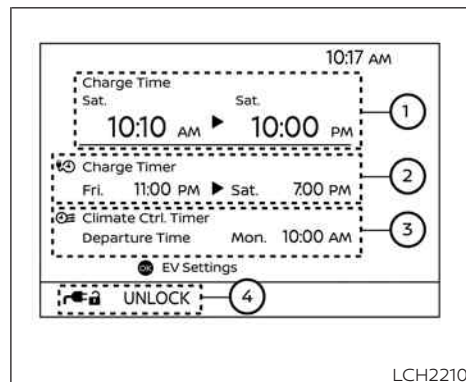 10:17 AM
Charge Time
Sat. Sat.
10:10 AM ▶ 10:00 PM
1
Charge Timer
Fri. 11:00 PM ▶ Sat. 7:00 PM
2
Climate Ctrl. Timer
Departure Time Mon. 10:00 AM
3
OK EV Settings
UNLOCK
4
LCH2210